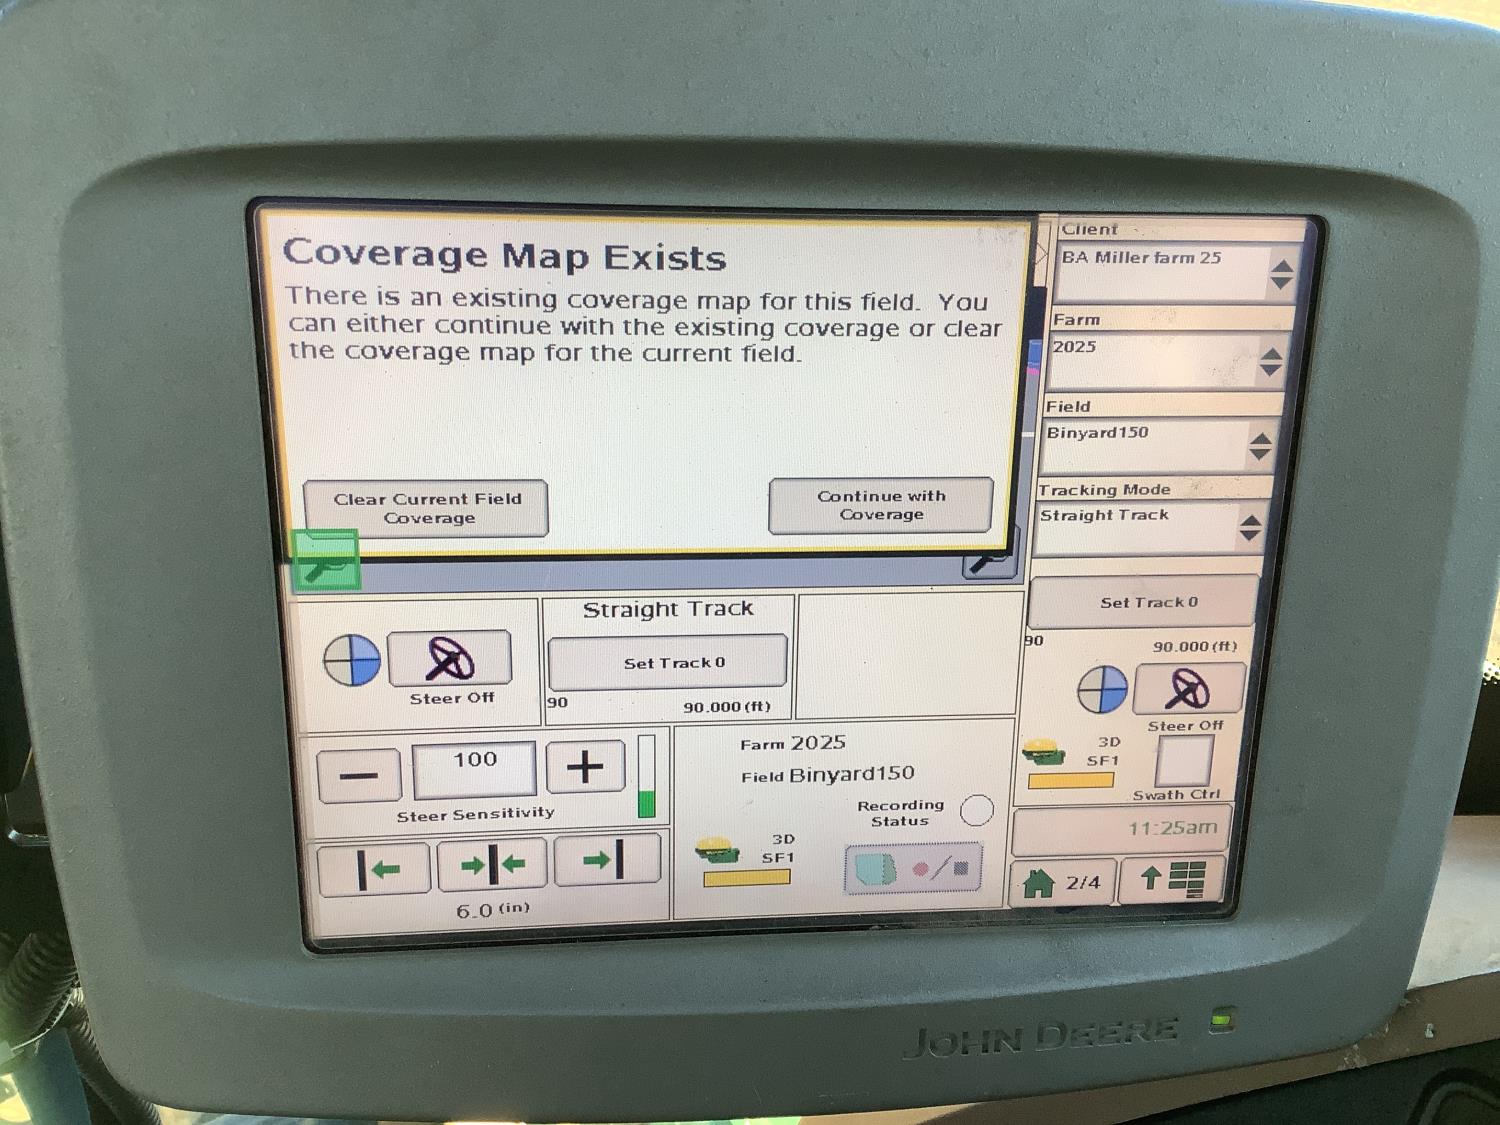 Coverage Map Exists
There is an existing coverage map for this field. You
can either continue with the existing coverage or clear
the coverage map for the current field.
Clear Current Field
Coverage
Continue with
Coverage
Client
BA Miller farm 25
Farm
2025
Field
Binyard150
Tracking Mode
Straight Track
Set Track 0
90
90.000 (ft)
Steer Off
3D
SF1
Swath Ctrl
11:25am
2/4
Steer Off
Straight Track
Set Track 0
90
90.000 (ft)
100
Steer Sensitivity
6.0 (in)
Farm 2025
Field Binyard150
Recording
Status
3D
SF1
JOHN DEERE